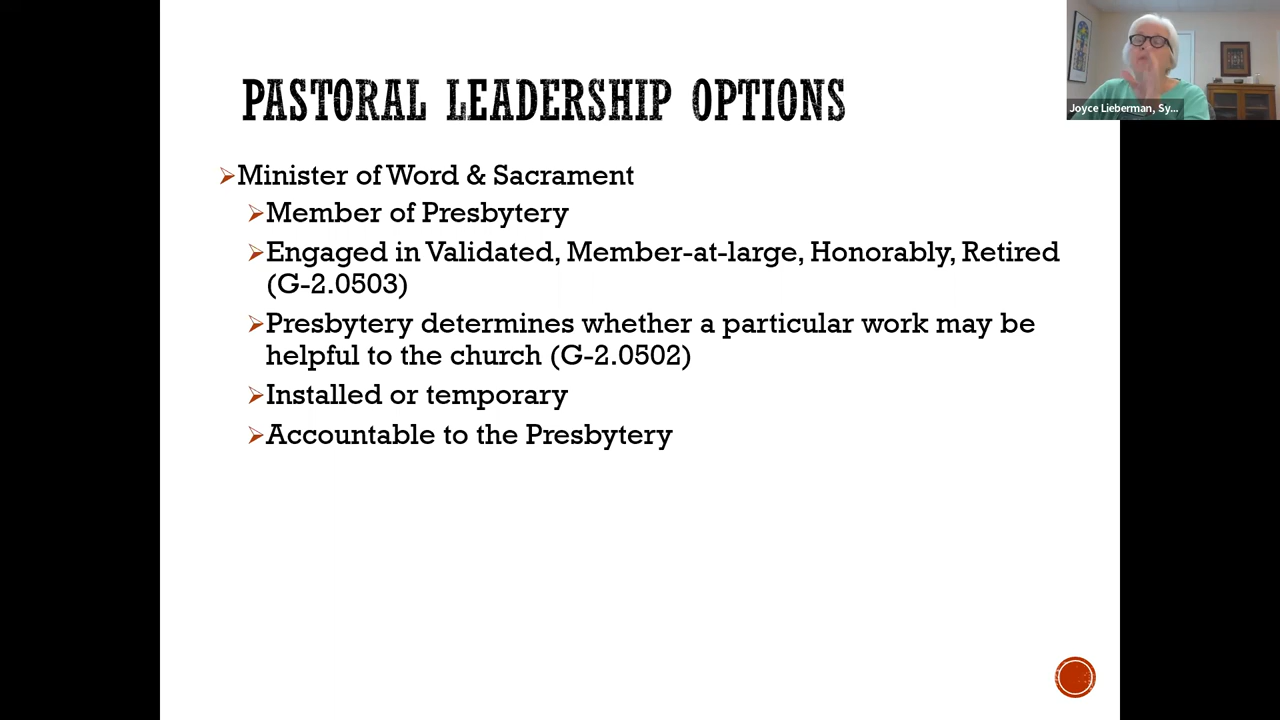 PASTORAL LEADERSHIP OPTIONS
Joyce Lieberman, Sy...
Minister of Word & Sacrament
Member of Presbytery
Engaged in Validated, Member-at-large, Honorably, Retired
(G-2.0503)
Presbytery determines whether a particular work may be
helpful to the church (G-2.0502)
Installed or temporary
Accountable to the Presbytery